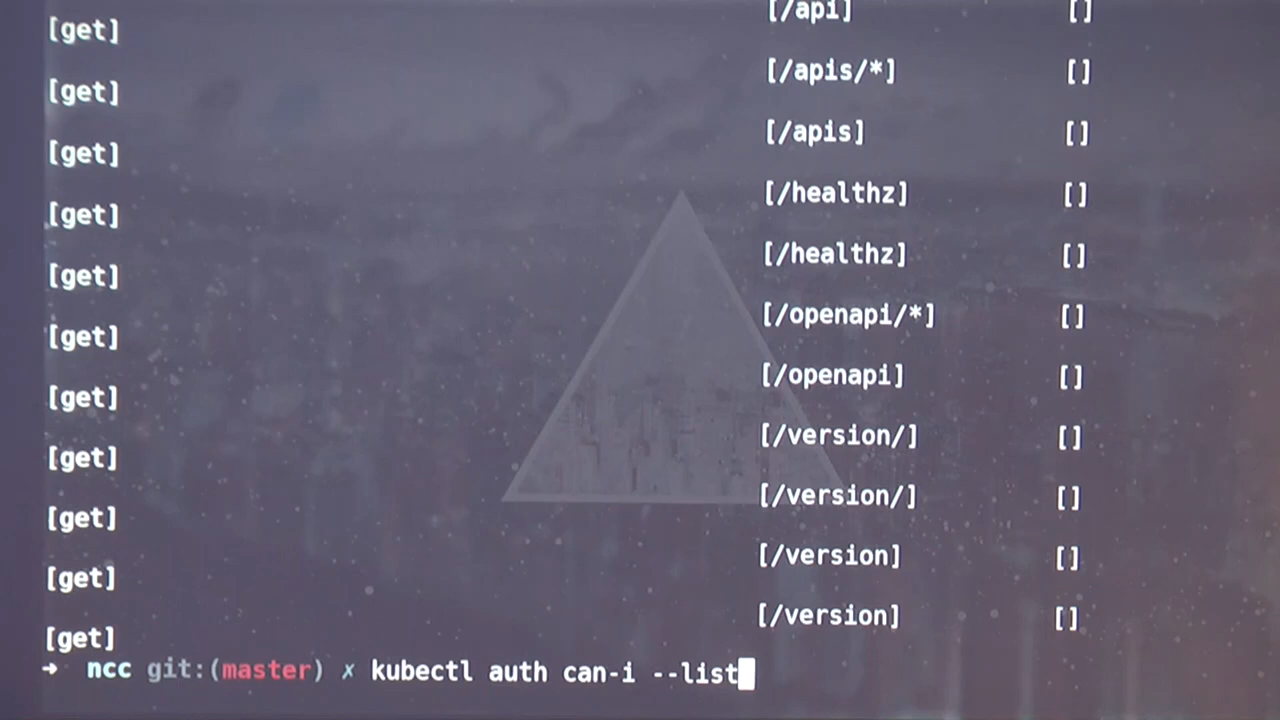 [/api] []
[get]
[/apis/*] []
[get]
[/apis] []
[get]
[/healthz] []
[get]
[/healthz] []
[get]
[/openapi/*] []
[get]
[/openapi] []
[get]
[/version/] []
[get]
[/version/] []
[get]
[/version] []
[get]
[/version] []
[get]
➜ ncc git:(master) ✗ kubectl auth can-i --list